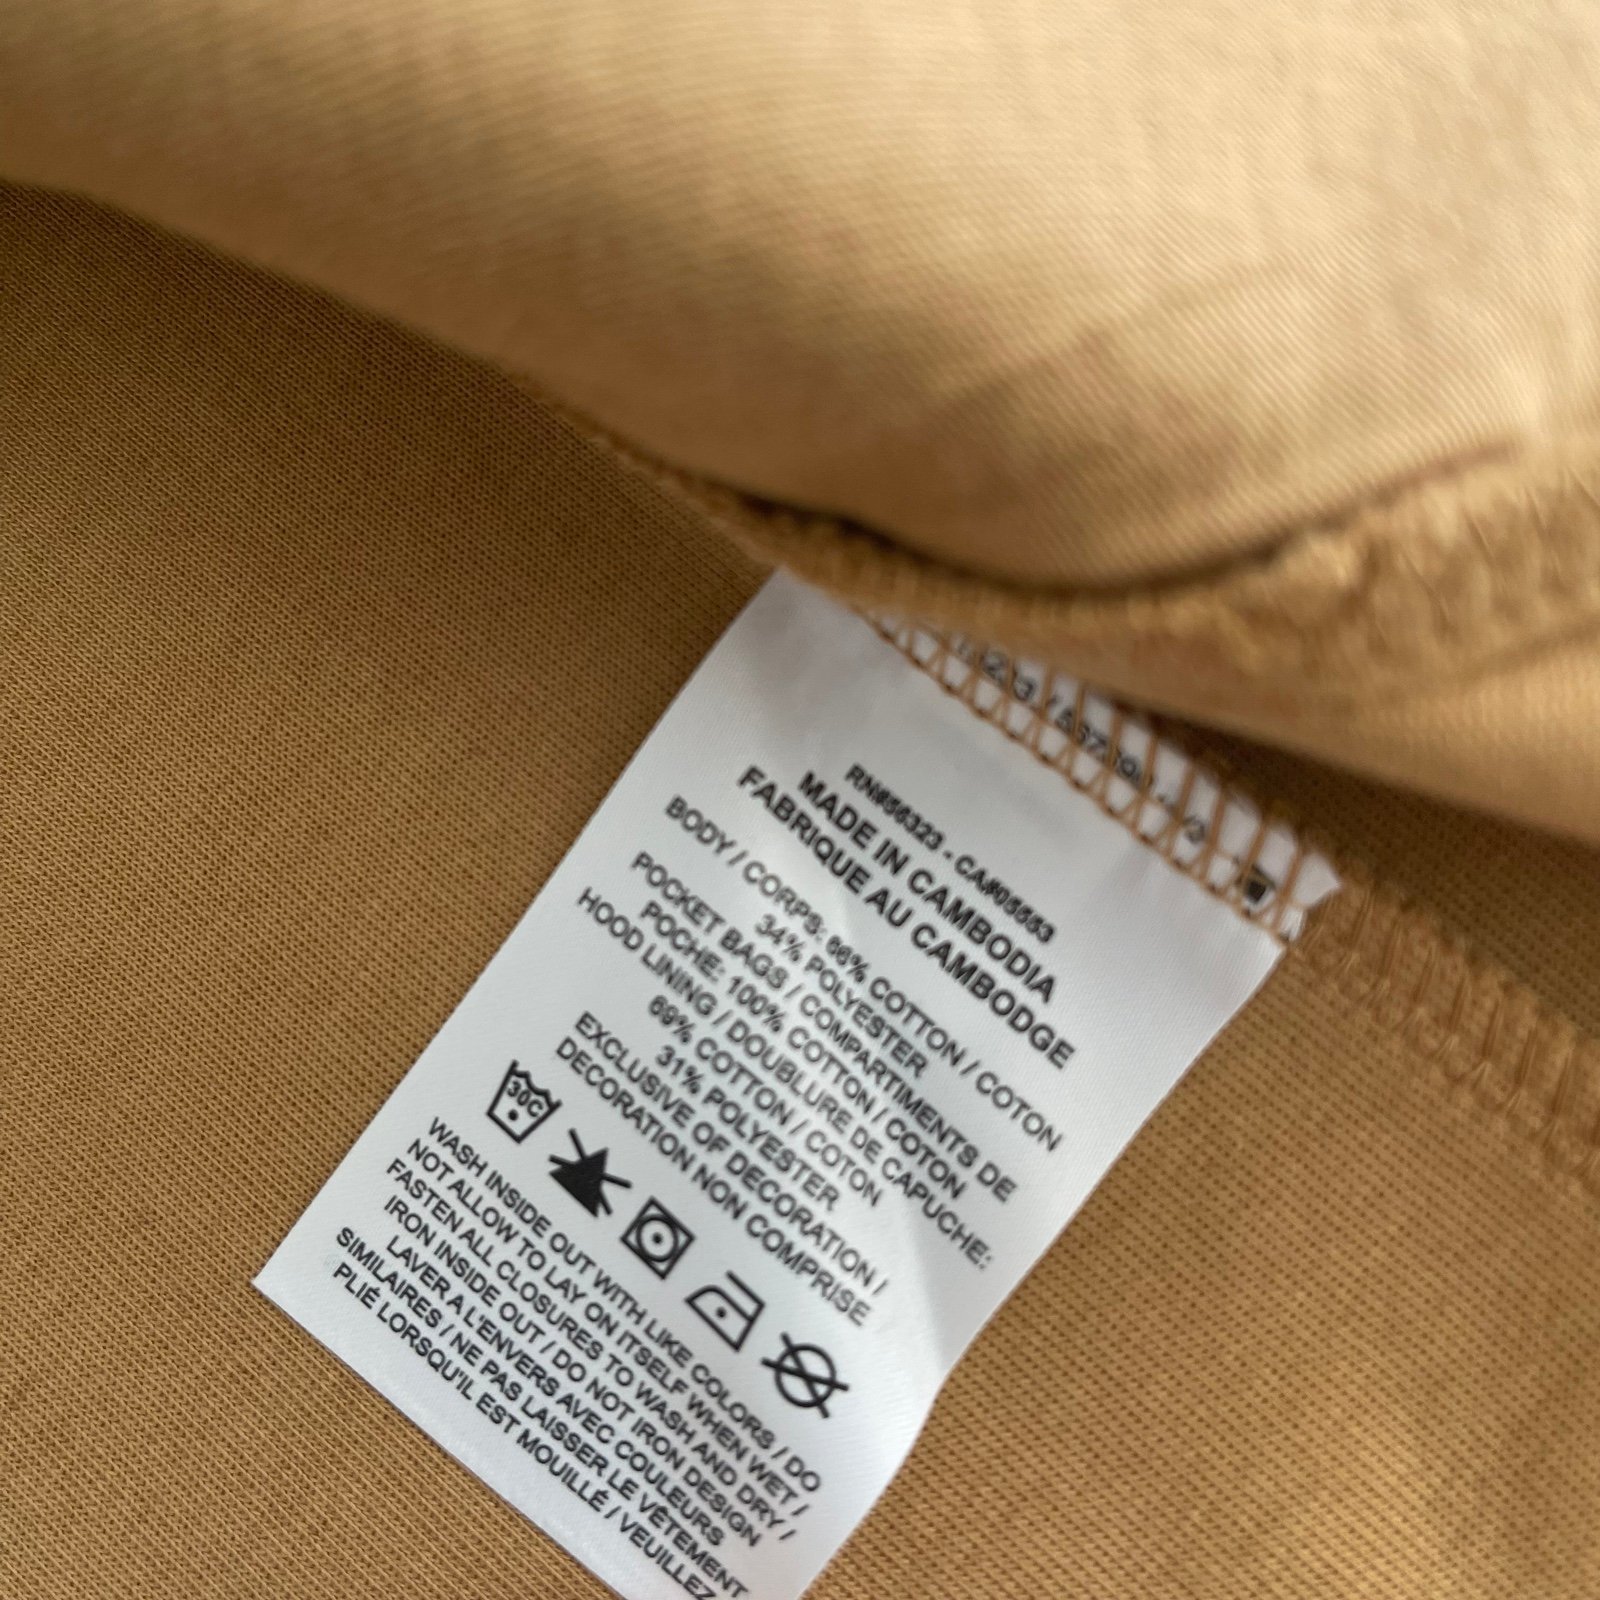 RN#56323 - CA#05553
MADE IN CAMBODIA
FABRIQUE AU CAMBODGE
BODY / CORPS: 66% COTTON / COTON
34% POLYESTER
POCKET BAGS / COMPARTIMENTS DE
POCHE: 100% COTTON / COTON
HOOD LINING / DOUBLURE DE CAPUCHE:
69% COTTON / COTON
31% POLYESTER
EXCLUSIVE OF DECORATION /
DECORATION NON COMPRISE
30C
WASH INSIDE OUT WITH LIKE COLORS / DO
NOT ALLOW TO LAY ON ITSELF WHEN WET /
FASTEN ALL CLOSURES TO WASH AND DRY /
IRON INSIDE OUT / DO NOT IRON DESIGN
LAVER A L'ENVERS AVEC COULEURS
SIMILAIRES / NE PAS LAISSER LE VÊTEMENT
PLIÉ LORSQU'IL EST MOUILLÉ / VEUILLEZ